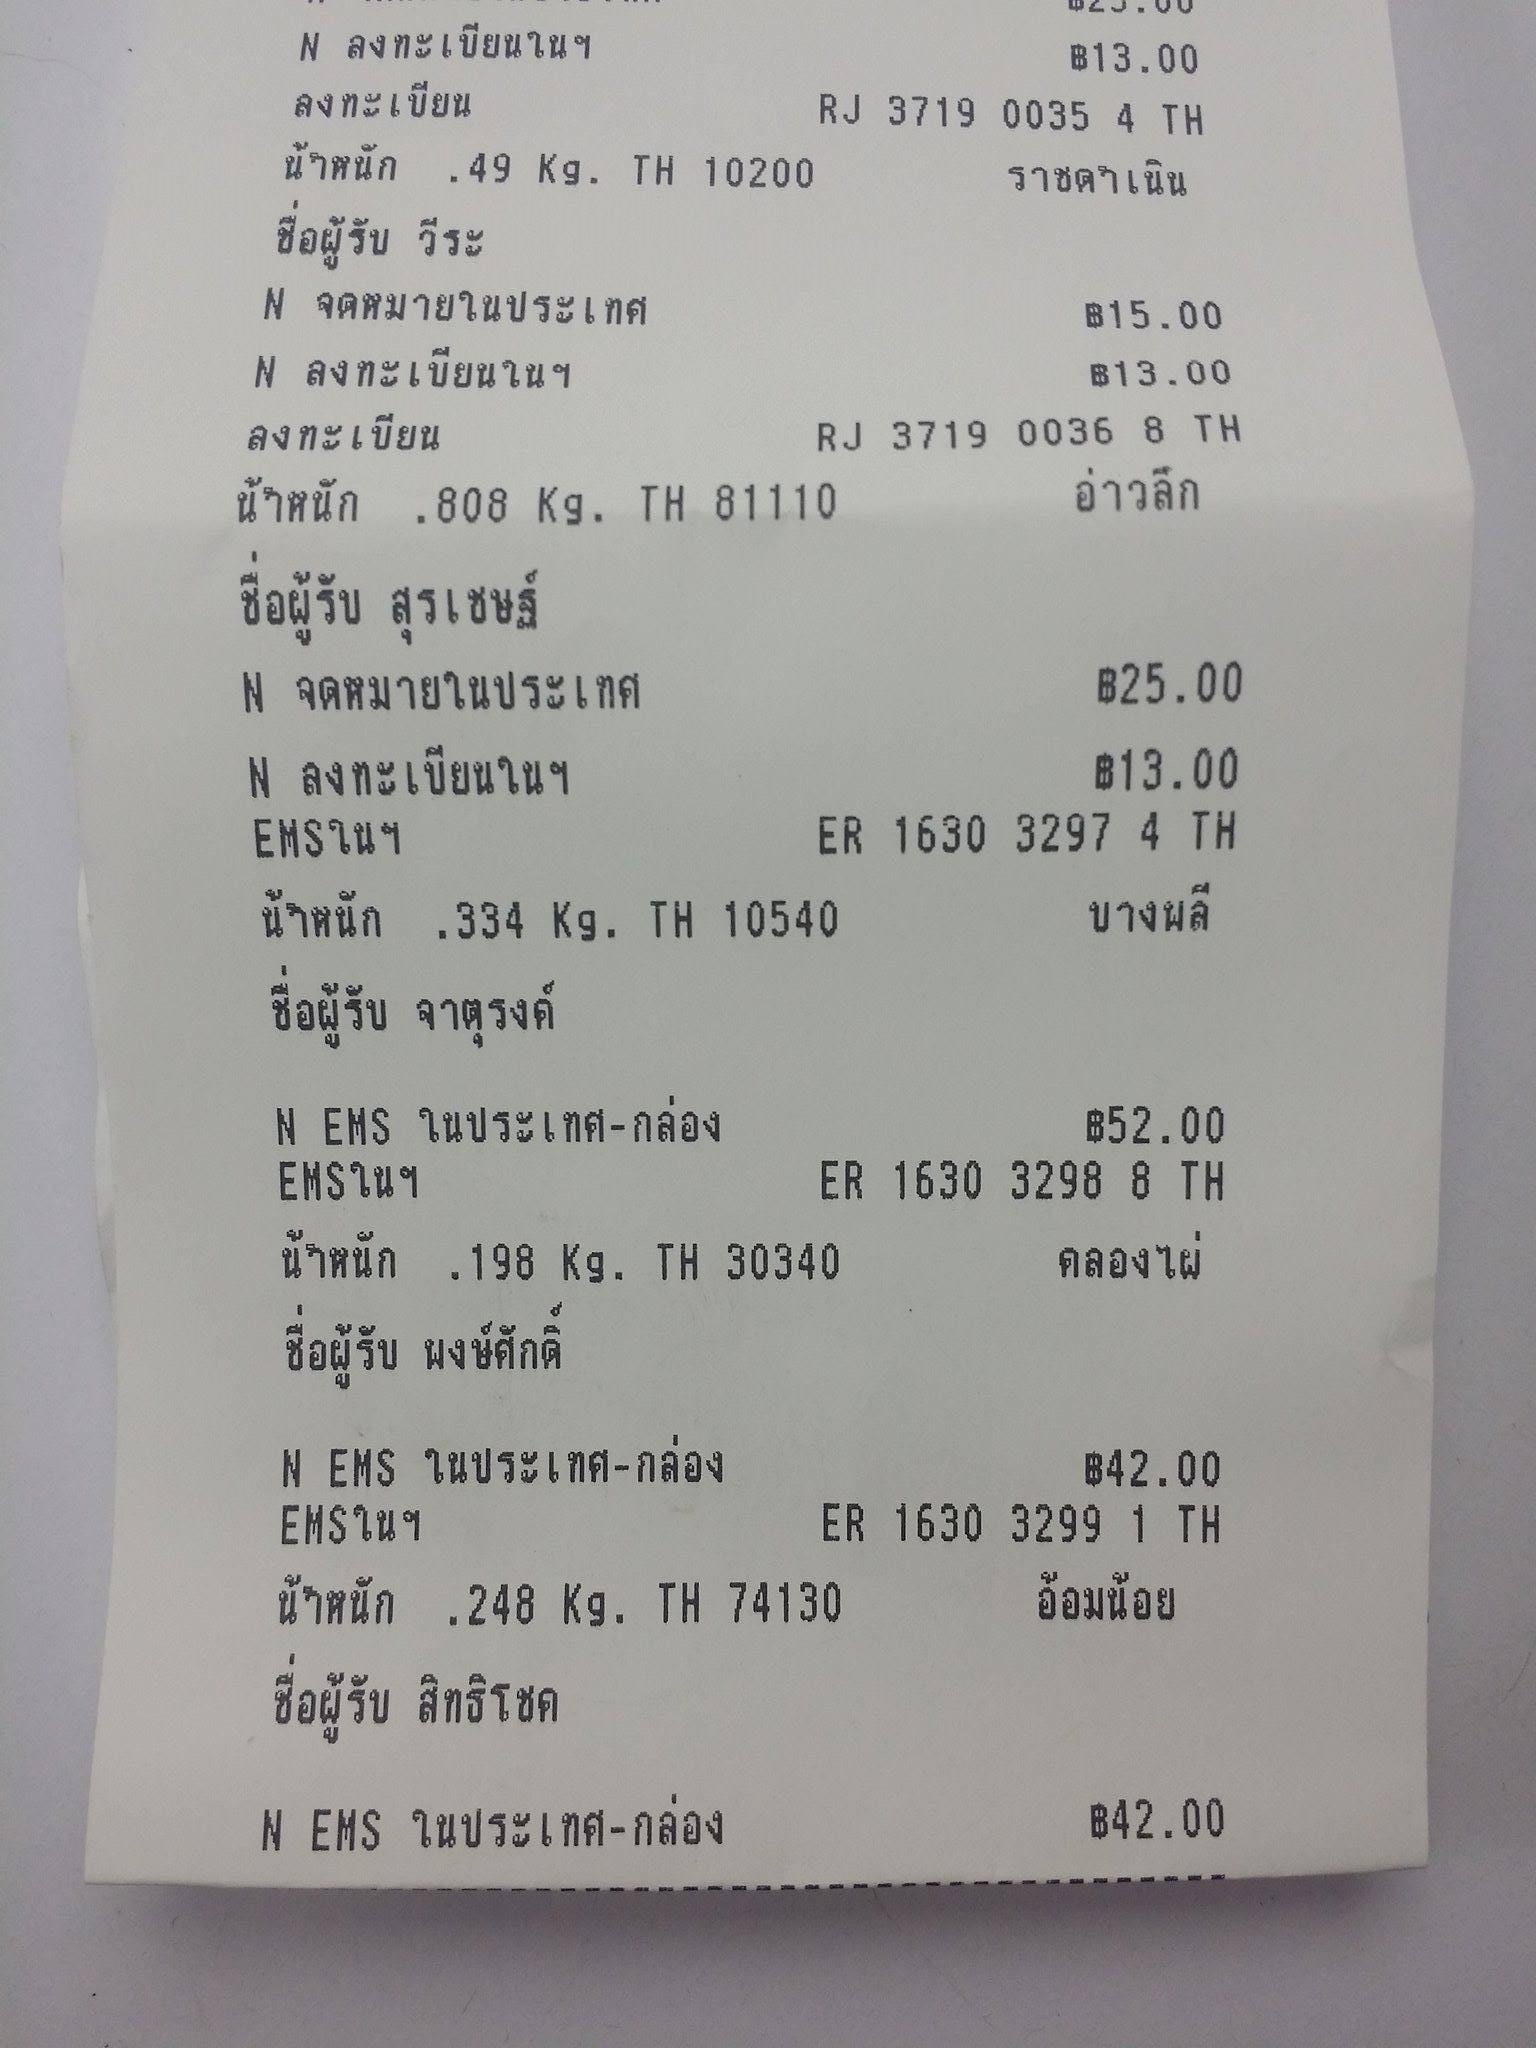 ฿25.00
N ลงทะเบียนในฯ ฿13.00
ลงทะเบียน RJ 3719 0035 4 TH
น้ำหนัก .49 Kg. TH 10200 ราชดำเนิน
ชื่อผู้รับ วีระ
N จดหมายในประเทศ ฿15.00
N ลงทะเบียนในฯ ฿13.00
ลงทะเบียน RJ 3719 0036 8 TH
น้ำหนัก .808 Kg. TH 81110 อ่าวลึก
ชื่อผู้รับ สุรเชษฐ์
N จดหมายในประเทศ ฿25.00
N ลงทะเบียนในฯ ฿13.00
EMSในฯ ER 1630 3297 4 TH
น้ำหนัก .334 Kg. TH 10540 บางพลี
ชื่อผู้รับ จาตุรงค์
N EMS ในประเทศ-กล่อง ฿52.00
EMSในฯ ER 1630 3298 8 TH
น้ำหนัก .198 Kg. TH 30340 คลองไผ่
ชื่อผู้รับ พงษ์ศักดิ์
N EMS ในประเทศ-กล่อง ฿42.00
EMSในฯ ER 1630 3299 1 TH
น้ำหนัก .248 Kg. TH 74130 อ้อมน้อย
ชื่อผู้รับ สิทธิโชค
N EMS ในประเทศ-กล่อง ฿42.00